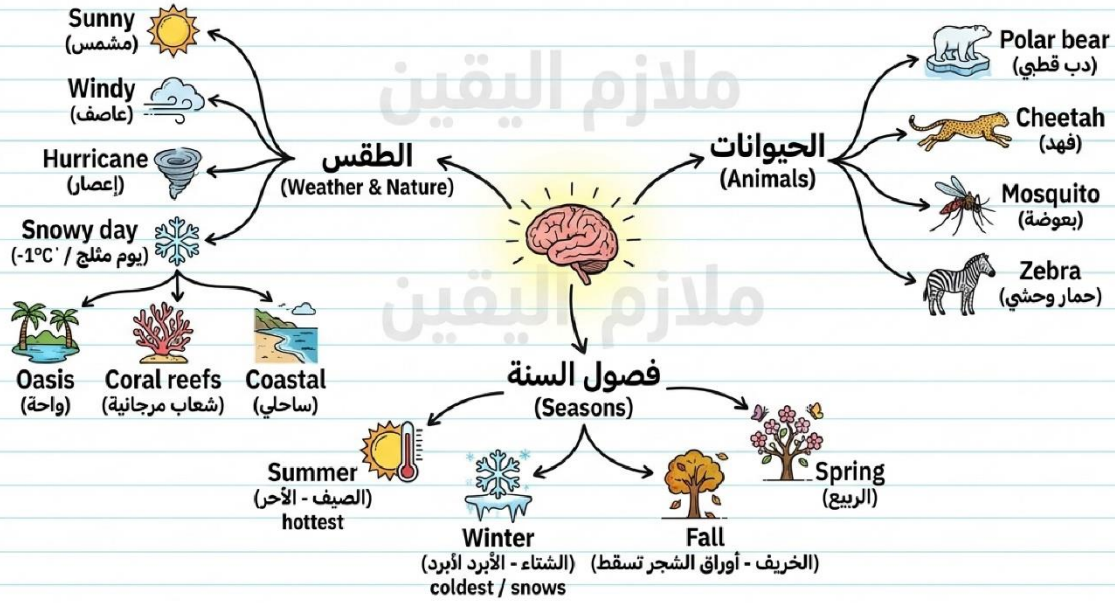 Sunny
(مشمس)
Windy
(عاصف)
Hurricane
(إعصار)
Snowy day
(يوم مثلج / -1°C)
Oasis
(واحة)
Coral reefs
(شعاب مرجانية)
Coastal
(ساحلي)
الطقس
(Weather & Nature)
ملازم اليقين
الحيوانات
(Animals)
Polar bear
(دب قطبي)
Cheetah
(فهد)
Mosquito
(بعوضة)
Zebra
(حمار وحشي)
ملازم اليقين
فصول السنة
(Seasons)
Summer
(الصيف - الأحر)
hottest
Winter
(الشتاء - الأبرد لأبرد)
coldest / snows
Fall
(الخريف - أوراق الشجر تسقط)
Spring
(الربيع)